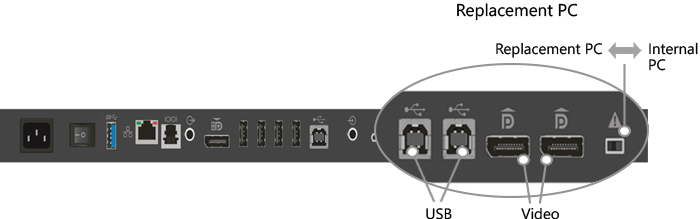 Replacement PC
Replacement PC
Internal
PC
USB
Video